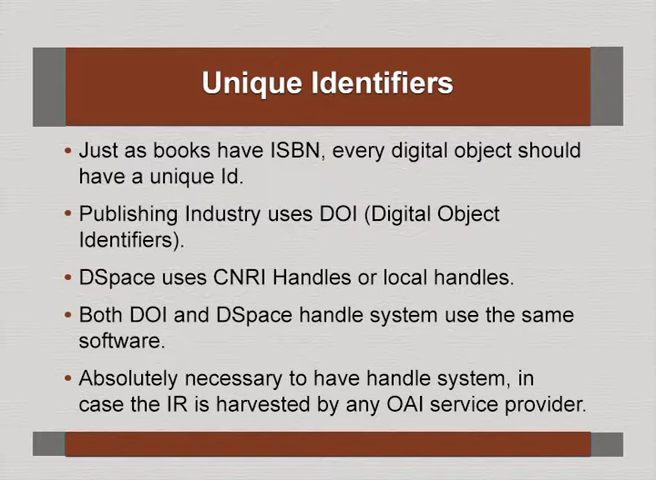 Unique Identifiers
• Just as books have ISBN, every digital object should
have a unique Id.
• Publishing Industry uses DOI (Digital Object
Identifiers).
• DSpace uses CNRI Handles or local handles.
• Both DOI and DSpace handle system use the same
software.
• Absolutely necessary to have handle system, in
case the IR is harvested by any OAI service provider.